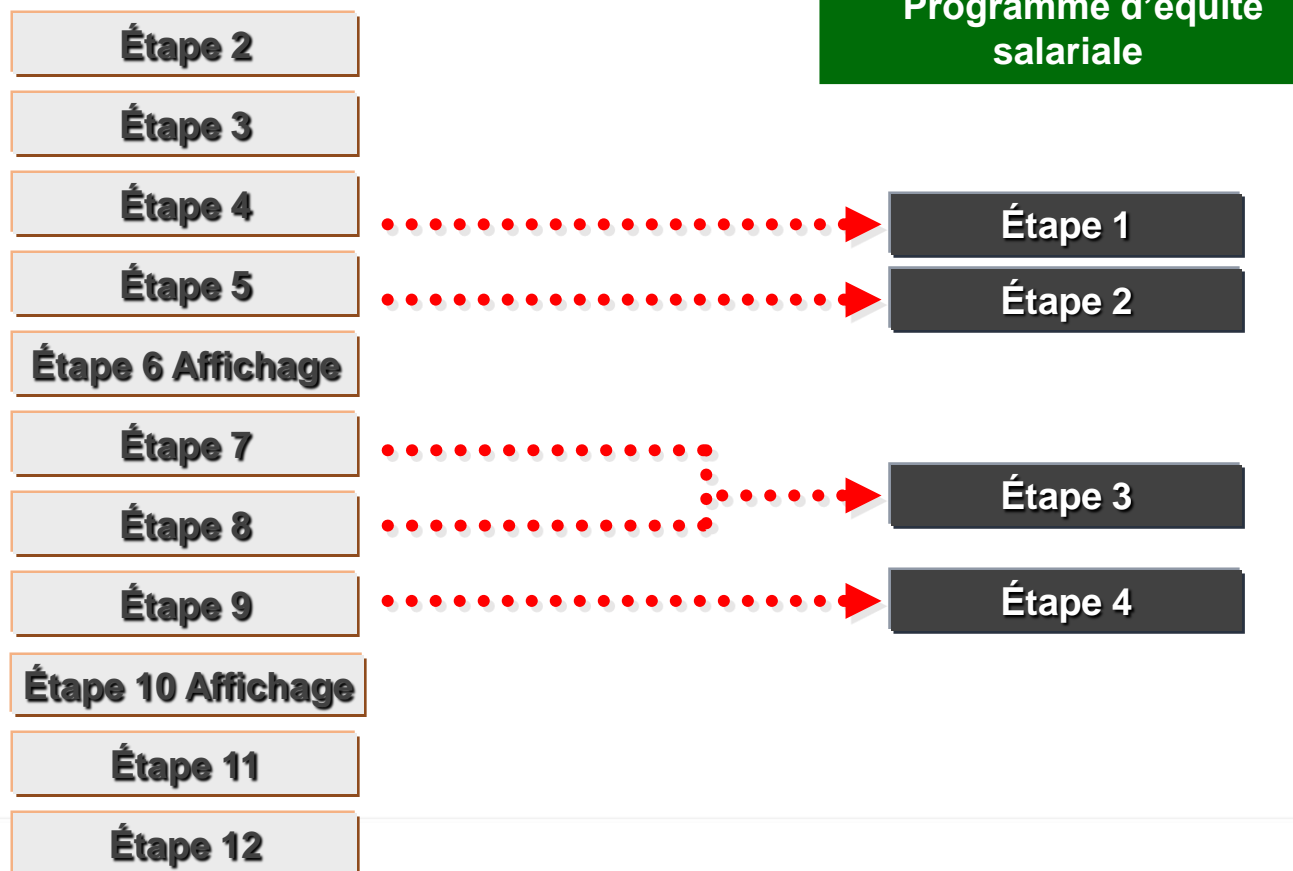 Programme d'équité
salariale
Étape 2
Étape 3
Étape 4
Étape 5
Étape 6 Affichage
Étape 7
Étape 8
Étape 9
Étape 10 Affichage
Étape 11
Étape 12
Étape 1
Étape 2
Étape 3
Étape 4